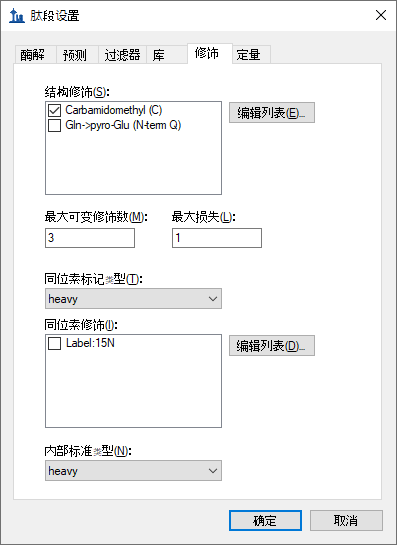 肽段设置
酶解 预测 过滤器 库 修饰 定量
结构修饰(S):
Carbamidomethyl (C)
Gln->pyro-Glu (N-term Q)
编辑列表(E)...
最大可变修饰数(M): 最大损失(L):
3 1
同位素标记类型(T):
heavy
同位素修饰(I):
Label:15N
编辑列表(D)...
内部标准类型(N):
heavy
确定 取消